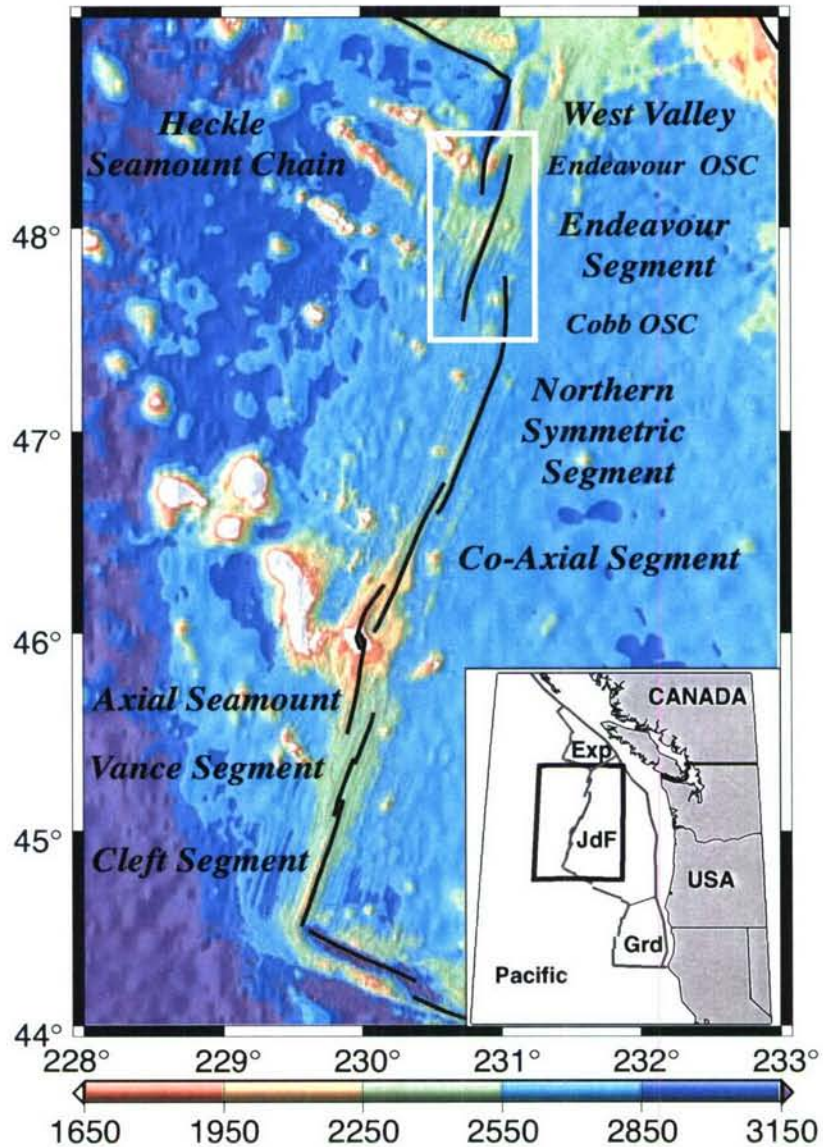 Heckle
Seamount Chain
West Valley
Endeavour OSC
Endeavour
Segment
Cobb OSC
Northern
Symmetric
Segment
Co-Axial Segment
Axial Seamount
Vance Segment
Cleft Segment
48°
47°
46°
45°
44°
CANADA
Exp
JdF
USA
Grd
Pacific
228° 229° 230° 231° 232° 233°
1650 1950 2250 2550 2850 3150